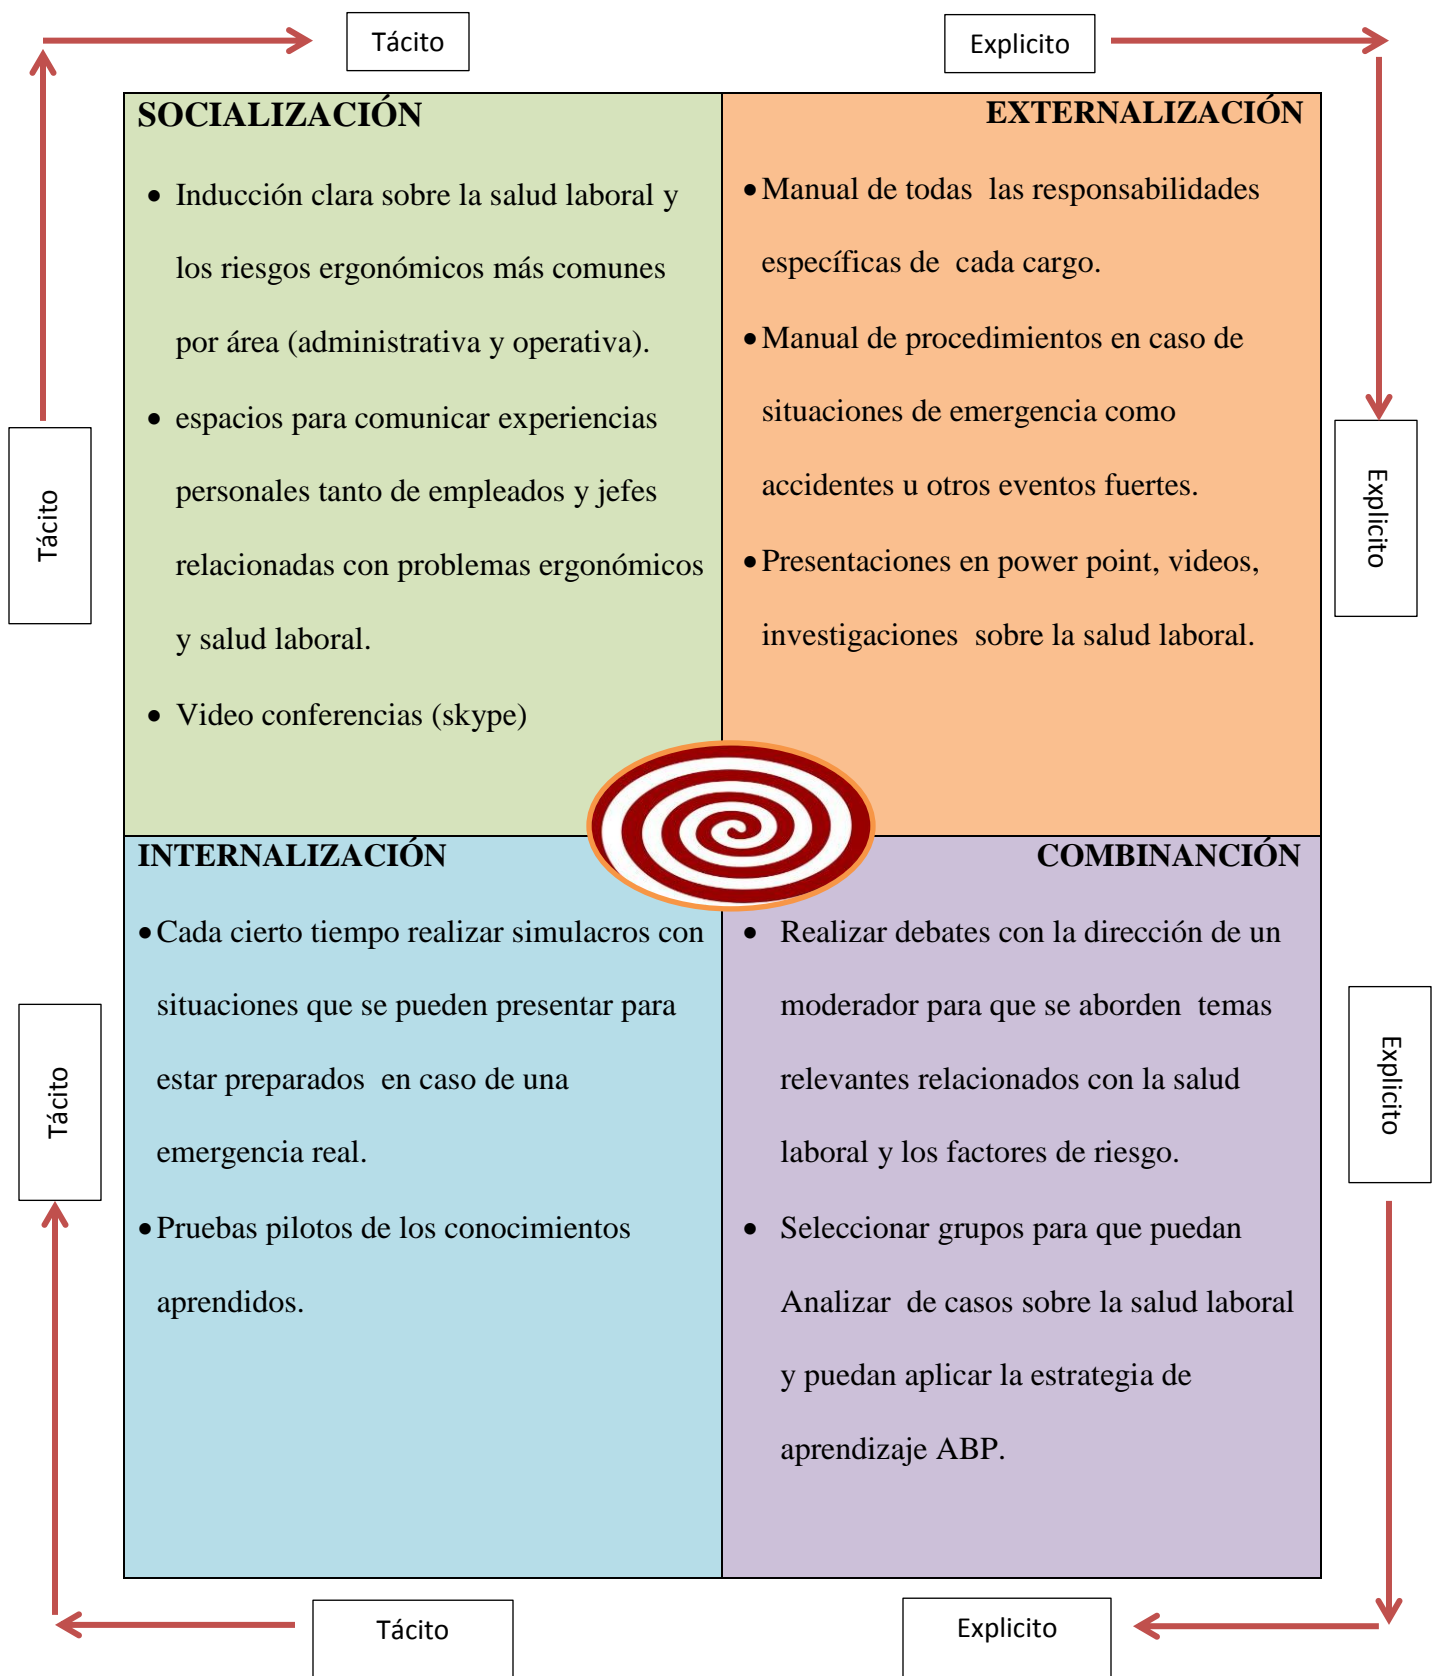 Tácito
Explicito
SOCIALIZACIÓN
• Inducción clara sobre la salud laboral y
los riesgos ergonómicos más comunes
por área (administrativa y operativa).
• espacios para comunicar experiencias
personales tanto de empleados y jefes
relacionadas con problemas ergonómicos
y salud laboral.
• Video conferencias (skype)
EXTERNALIZACIÓN
• Manual de todas las responsabilidades
específicas de cada cargo.
• Manual de procedimientos en caso de
situaciones de emergencia como
accidentes u otros eventos fuertes.
• Presentaciones en power point, videos,
investigaciones sobre la salud laboral.
Tácito
Explicito
INTERNALIZACIÓN
• Cada cierto tiempo realizar simulacros con
situaciones que se pueden presentar para
estar preparados en caso de una
emergencia real.
• Pruebas pilotos de los conocimientos
aprendidos.
COMBINANCIÓN
• Realizar debates con la dirección de un
moderador para que se aborden temas
relevantes relacionados con la salud
laboral y los factores de riesgo.
• Seleccionar grupos para que puedan
Analizar de casos sobre la salud laboral
y puedan aplicar la estrategia de
aprendizaje ABP.
Tácito
Explicito
Tácito
Explicito